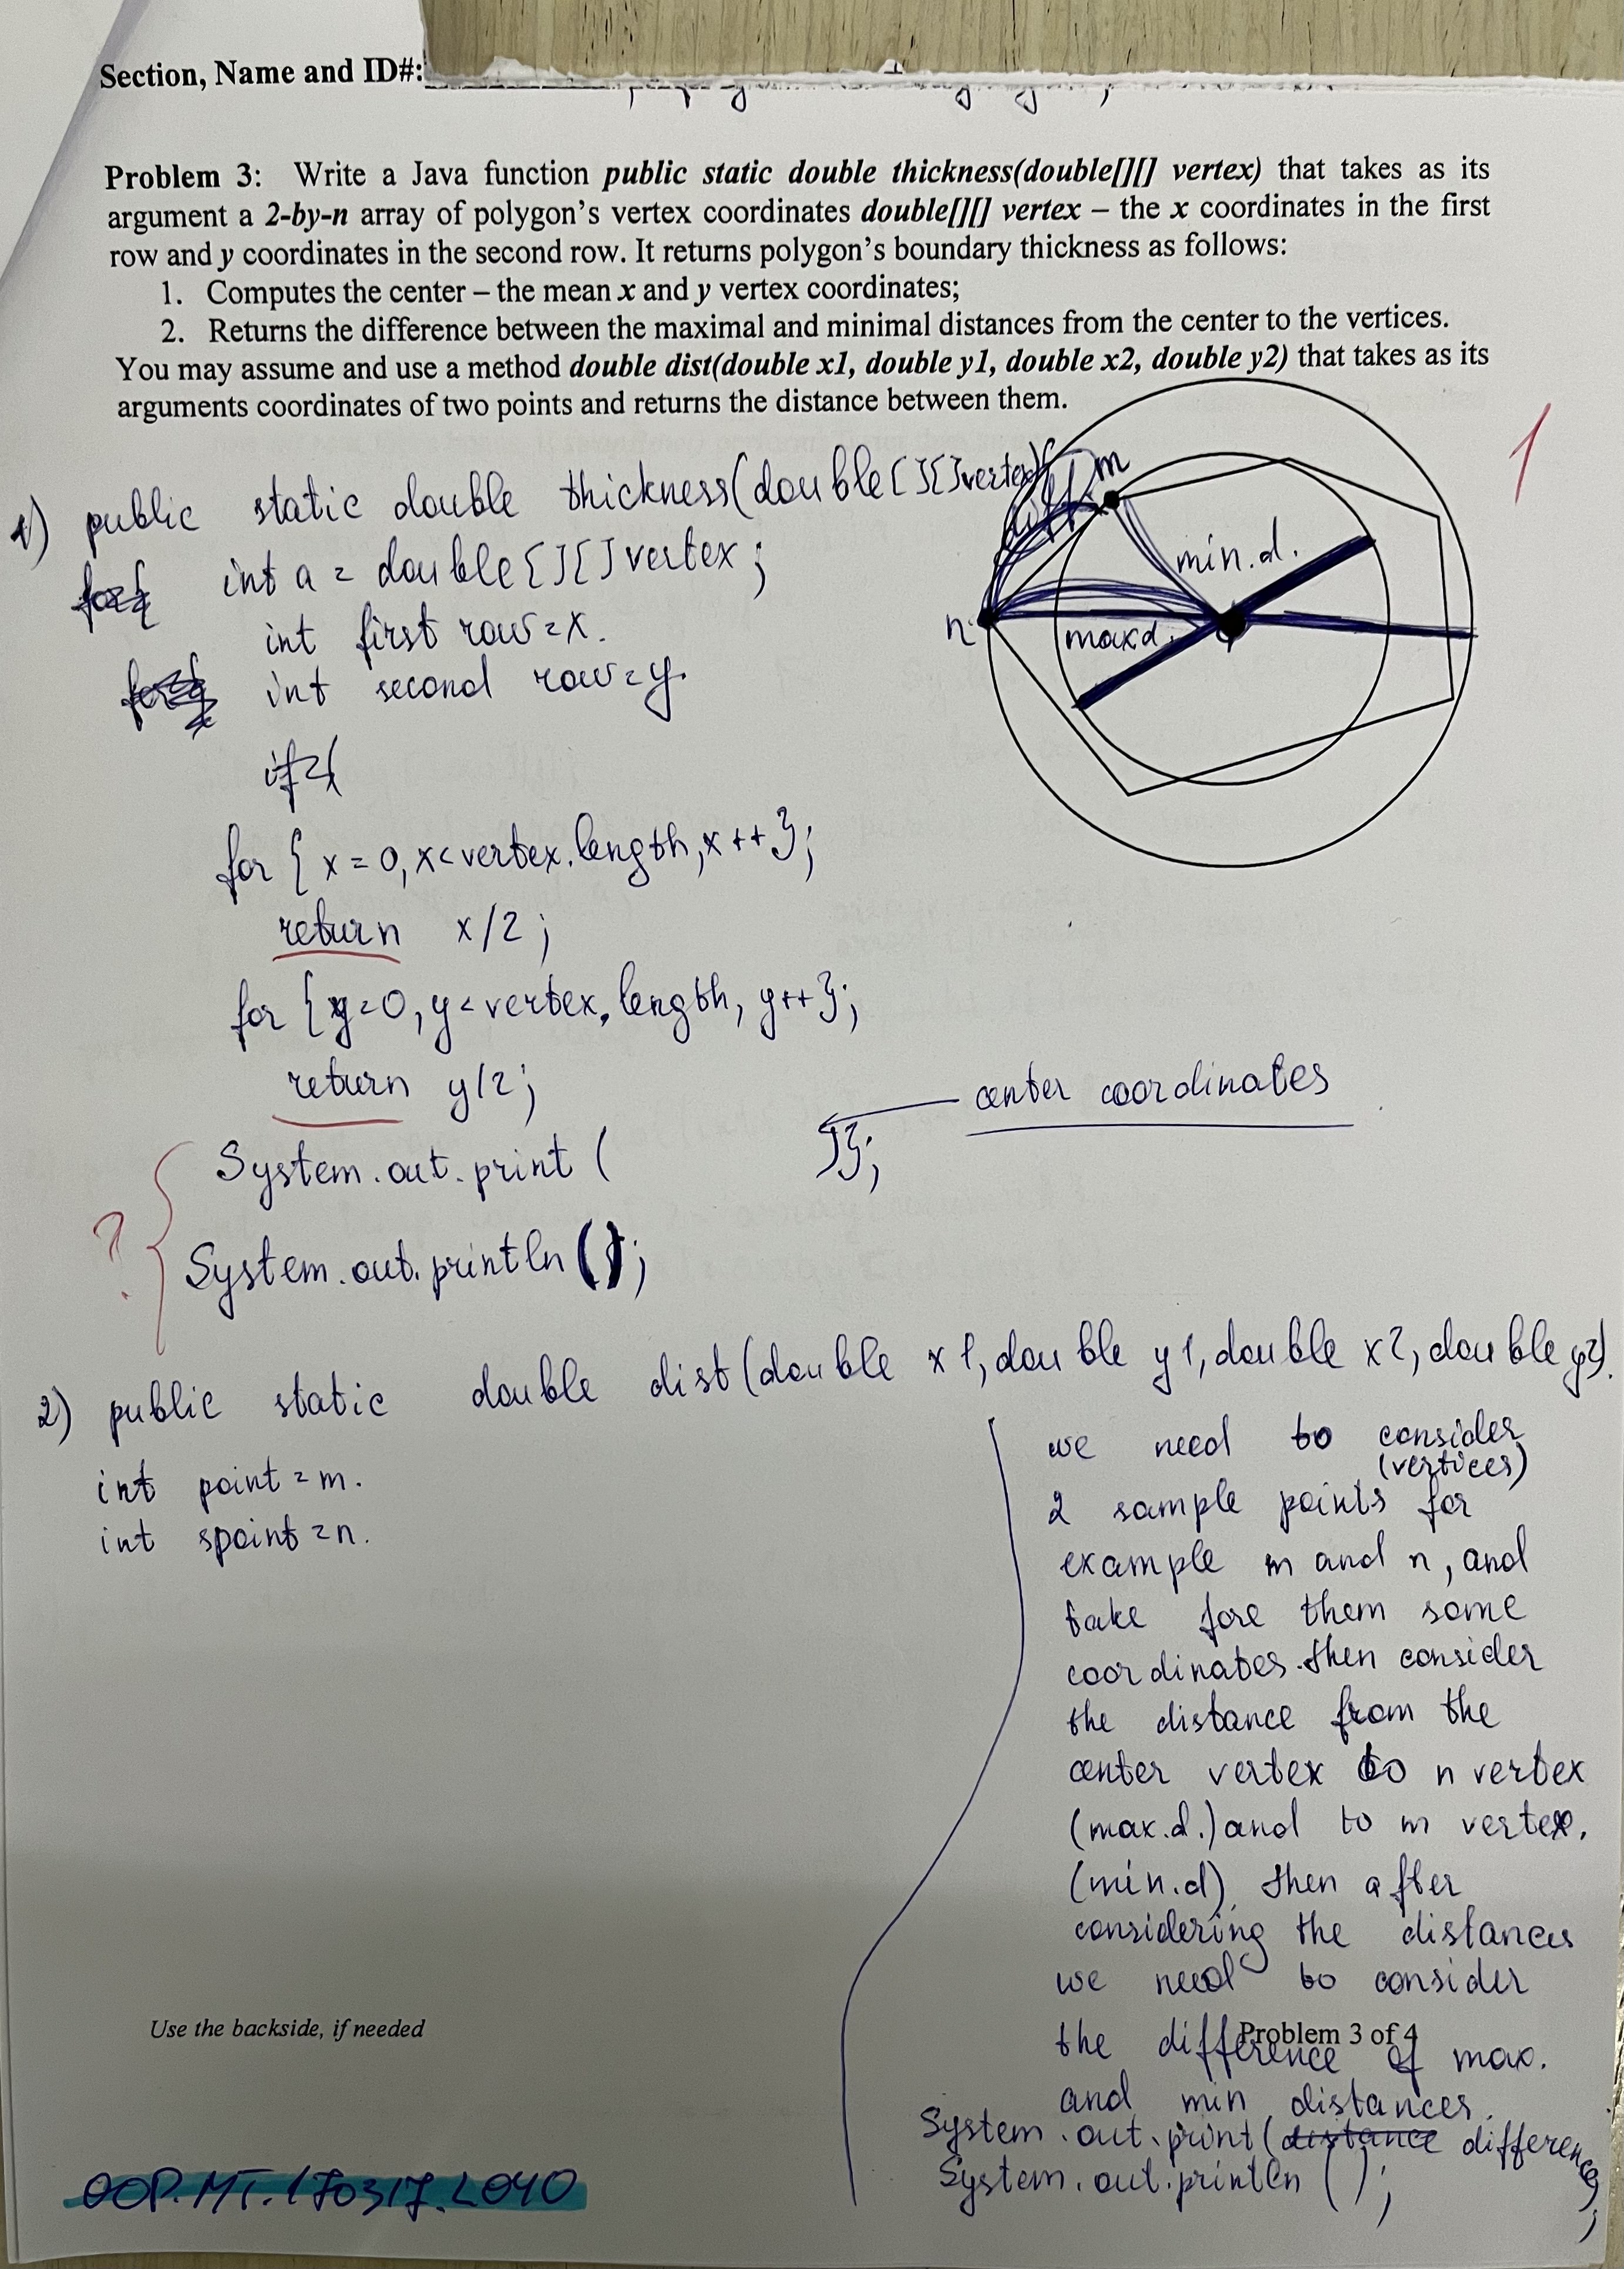 Section, Name and ID#:
Problem 3: Write a Java function public static double thickness(double[][] vertex) that takes as its
argument a 2-by-n array of polygon's vertex coordinates double[][] vertex – the x coordinates in the first
row and y coordinates in the second row. It returns polygon's boundary thickness as follows:
1. Computes the center – the mean x and y vertex coordinates;
2. Returns the difference between the maximal and minimal distances from the center to the vertices.
You may assume and use a method double dist(double x1, double y1, double x2, double y2) that takes as its
arguments coordinates of two points and returns the distance between them.
1
1) public static double thickness(double[][]vertex){
int a = double[][]vertex;
int first row=x.
int second row=y.
if {
for { x=0, x<vertex.length, x++};
return x/2;
for {y=0, y<vertex.length, y++};
return y/2;
center coordinates
System.out.print( )};
?
System.out.println();
diff
m
min.d.
n
max d.
2) public static double dist(double x1, double y1, double x2, double y2).
int point = m.
int spoint = n.
we need to consider
(vertices)
2 sample points for
example m and n, and
take fore them some
coordinates. then consider
the distance from the
center vertex to n vertex
(max.d.) and to m vertex.
(min.d) then after
considering the distances
we need to consider
the difference of max.
and min distances.
System.out.print(distance difference);
System.out.println();
Use the backside, if needed
Problem 3 of 4
OOP.MT.170317.L040